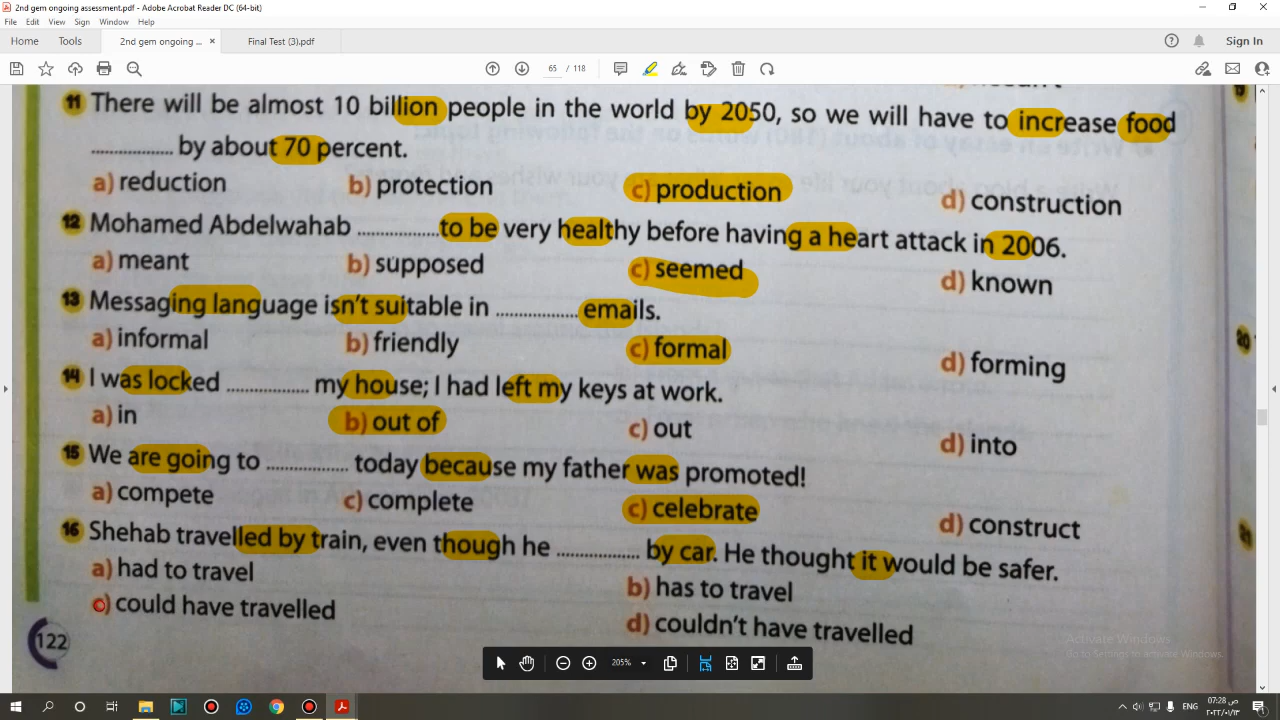 2nd gem ongoing assessment.pdf - Adobe Acrobat Reader DC (64-bit)
File Edit View Sign Window Help
Home Tools 2nd gem ongoing ... × Final Test (3).pdf Sign In
65 / 118
11 There will be almost 10 billion people in the world by 2050, so we will have to increase food
.............. by about 70 percent.
a) reduction b) protection c) production d) construction
12 Mohamed Abdelwahab .............. to be very healthy before having a heart attack in 2006.
a) meant b) supposed c) seemed d) known
13 Messaging language isn't suitable in .............. emails.
a) informal b) friendly c) formal d) forming
14 I was locked .............. my house; I had left my keys at work.
a) in b) out of c) out d) into
15 We are going to .............. today because my father was promoted!
a) compete c) complete c) celebrate d) construct
16 Shehab travelled by train, even though he .............. by car. He thought it would be safer.
a) had to travel b) has to travel
c) could have travelled d) couldn't have travelled
122
205%
Activate Windows
Go to Settings to activate Windows.
ENG
07:28 ص
٢٠٢٢/٠١/١٣